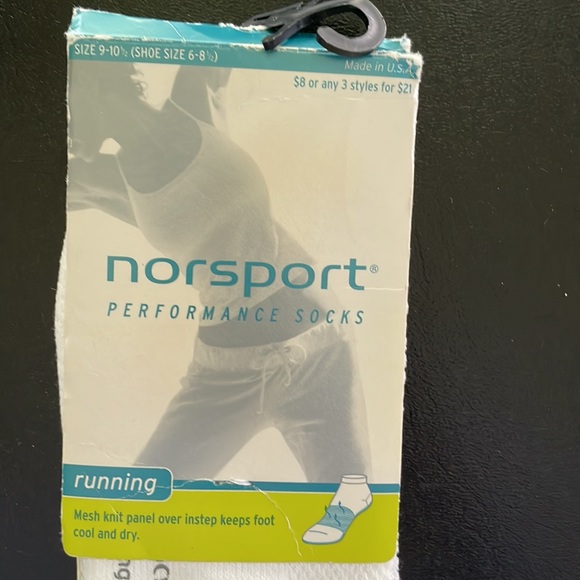 SIZE 9-10½ (SHOE SIZE 6-8½)
Made in U.S.A.
$8 or any 3 styles for $21
norsport®
PERFORMANCE SOCKS
running
Mesh knit panel over instep keeps foot
cool and dry.